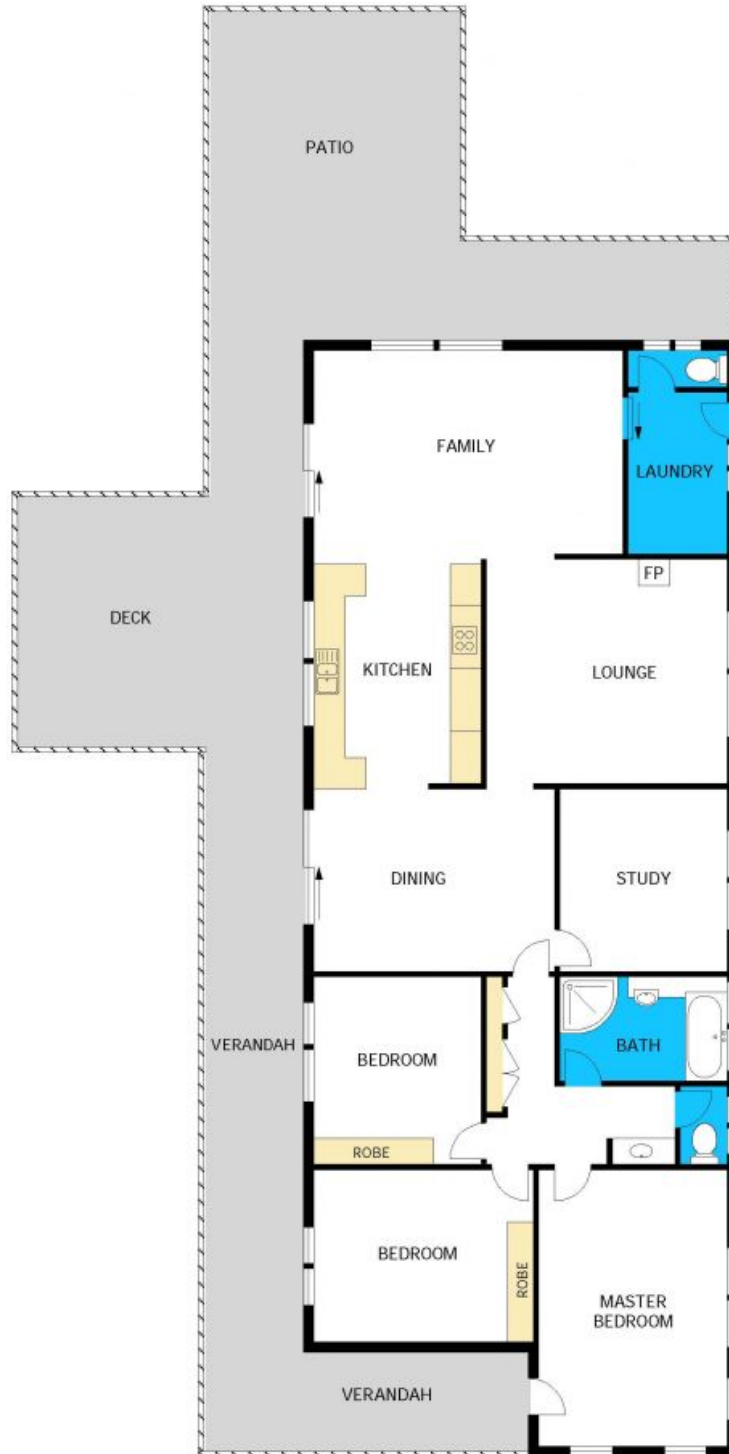 PATIO
FAMILY
LAUNDRY
FP
DECK
KITCHEN
LOUNGE
DINING
STUDY
VERANDAH
BEDROOM
BATH
ROBE
BEDROOM
ROBE
MASTER
BEDROOM
VERANDAH